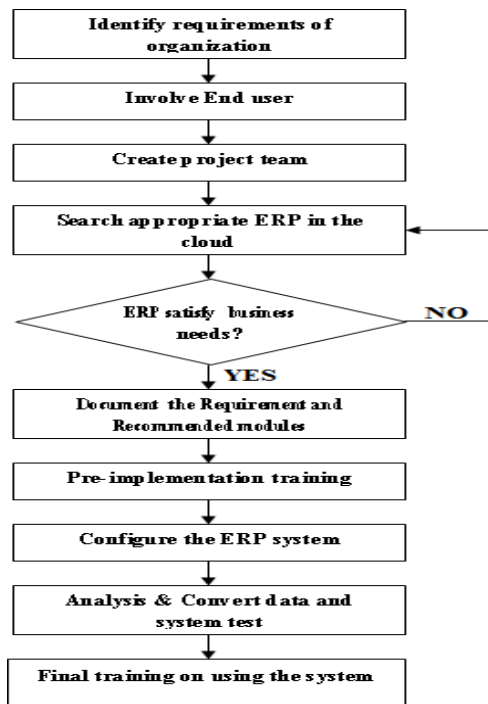 Identify requirements of
organization
Involve End user
Create project team
Search appropriate ERP in the
cloud
ERP satisfy business
needs?
NO
YES
Document the Requirement and
Recommended modules
Pre-implementation training
Configure the ERP system
Analysis & Convert data and
system test
Final training on using the system